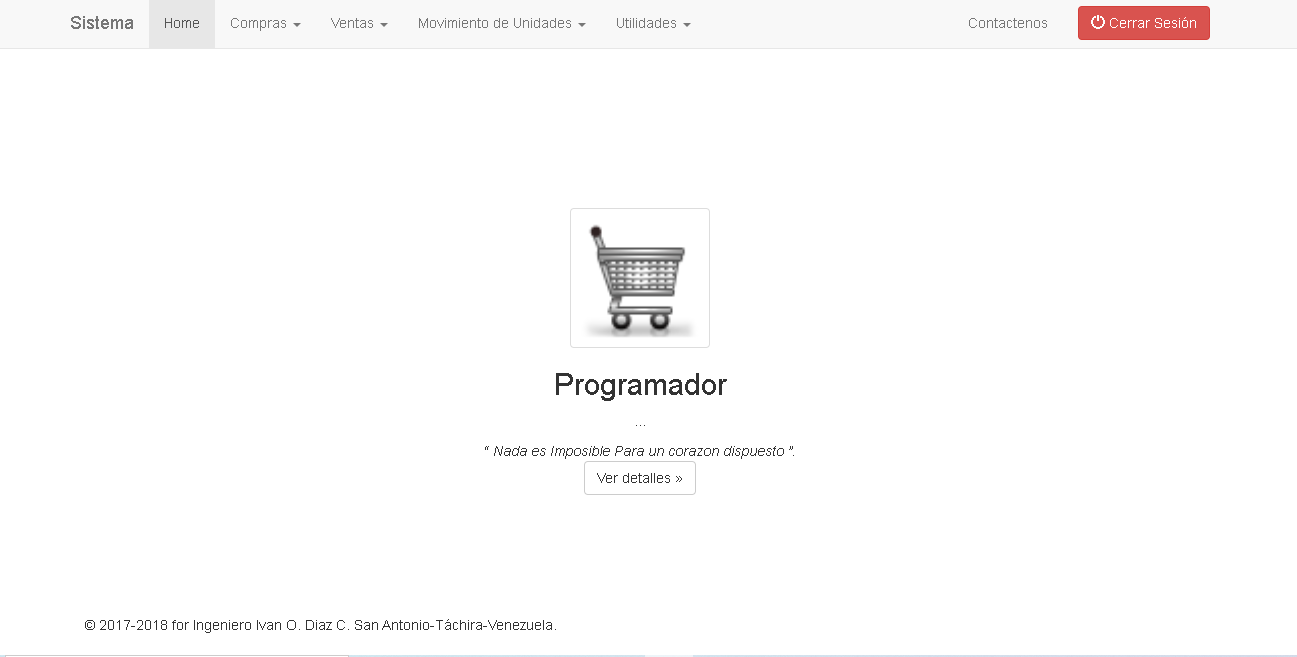 Sistema Home Compras Ventas Movimiento de Unidades Utilidades Contactenos Cerrar Sesión
Programador
...
“ Nada es Imposible Para un corazon dispuesto ”.
Ver detalles »
© 2017-2018 for Ingeniero Ivan O. Diaz C. San Antonio-Táchira-Venezuela.